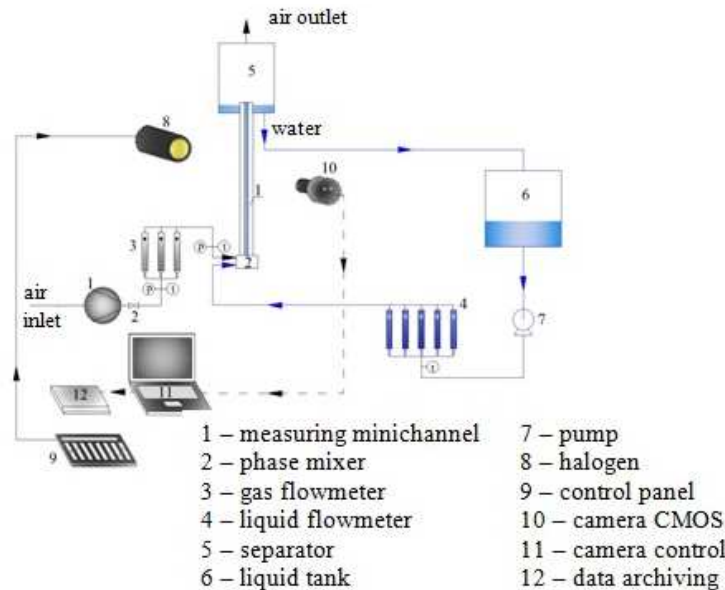 air outlet
5
8
water
10
1
6
3
P
t
2
P
t
1
air
inlet
2
4
7
t
12
11
9
1 – measuring minichannel
2 – phase mixer
3 – gas flowmeter
4 – liquid flowmeter
5 – separator
6 – liquid tank
7 – pump
8 – halogen
9 – control panel
10 – camera CMOS
11 – camera control
12 – data archiving